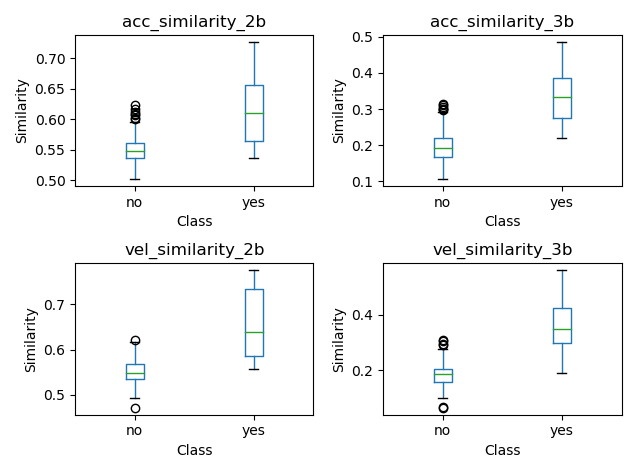 acc_similarity_2b
Similarity
0.70
0.65
0.60
0.55
0.50
no
yes
Class
acc_similarity_3b
Similarity
0.5
0.4
0.3
0.2
0.1
no
yes
Class
vel_similarity_2b
Similarity
0.7
0.6
0.5
no
yes
Class
vel_similarity_3b
Similarity
0.4
0.2
no
yes
Class